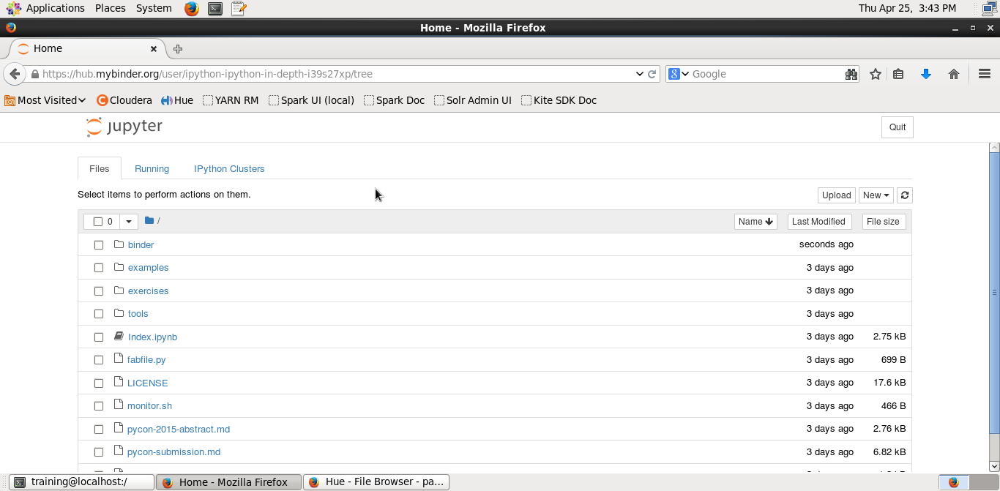 Applications Places System Thu Apr 25, 3:43 PM
Home - Mozilla Firefox
Home
https://hub.mybinder.org/user/ipython-ipython-in-depth-i39s27xp/tree Google
Most Visited Cloudera Hue YARN RM Spark UI (local) Spark Doc Solr Admin UI Kite SDK Doc
jupyter Quit
Files Running IPython Clusters
Select items to perform actions on them. Upload New
0 / Name Last Modified File size
binder seconds ago
examples 3 days ago
exercises 3 days ago
tools 3 days ago
Index.ipynb 3 days ago 2.75 kB
fabfile.py 3 days ago 699 B
LICENSE 3 days ago 17.6 kB
monitor.sh 3 days ago 466 B
pycon-2015-abstract.md 3 days ago 2.76 kB
pycon-submission.md 3 days ago 6.82 kB
training@localhost:/ Home - Mozilla Firefox Hue - File Browser - pa...